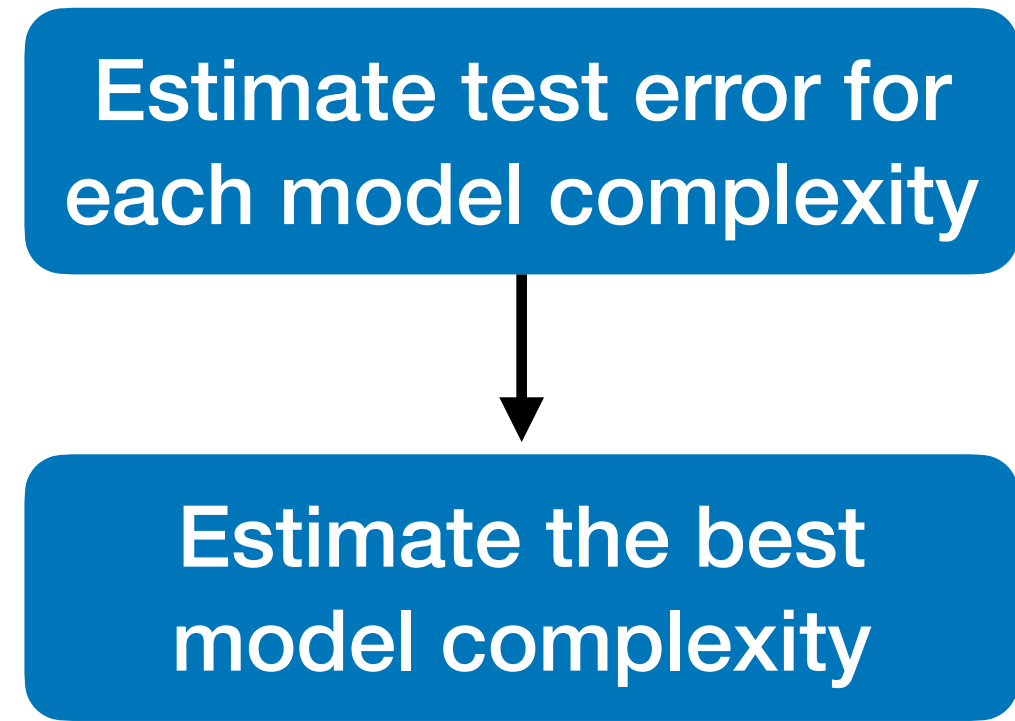 Estimate test error for
each model complexity
Estimate the best
model complexity